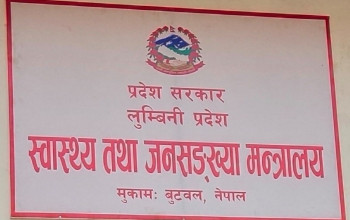 प्रदेश सरकार
लुम्बिनी प्रदेश
स्वास्थ्य तथा जनसङ्ख्या मन्त्रालय
मुकामः बुटवल, नेपाल